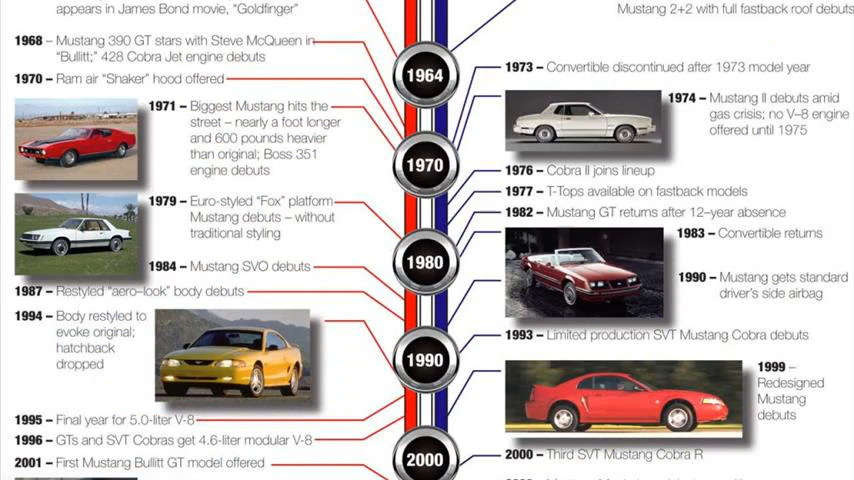 appears in James Bond movie, “Goldfinger”
1968 – Mustang 390 GT stars with Steve McQueen in
“Bullitt;” 428 Cobra Jet engine debuts
1970 – Ram air “Shaker” hood offered
1971 – Biggest Mustang hits the
street – nearly a foot longer
and 600 pounds heavier
than original; Boss 351
engine debuts
1979 – Euro-styled “Fox” platform
Mustang debuts – without
traditional styling
1984 – Mustang SVO debuts
1987 – Restyled “aero–look” body debuts
1994 – Body restyled to
evoke original;
hatchback
dropped
1995 – Final year for 5.0-liter V-8
1996 – GTs and SVT Cobras get 4.6-liter modular V-8
2001 – First Mustang Bullitt GT model offered
1964
1970
1980
1990
2000
Mustang 2+2 with full fastback roof debuts
1973 – Convertible discontinued after 1973 model year
1974 – Mustang II debuts amid
gas crisis; no V–8 engine
offered until 1975
1976 – Cobra II joins lineup
1977 – T-Tops available on fastback models
1982 – Mustang GT returns after 12–year absence
1983 – Convertible returns
1990 – Mustang gets standard
driver’s side airbag
1993 – Limited production SVT Mustang Cobra debuts
1999 –
Redesigned
Mustang
debuts
2000 – Third SVT Mustang Cobra R